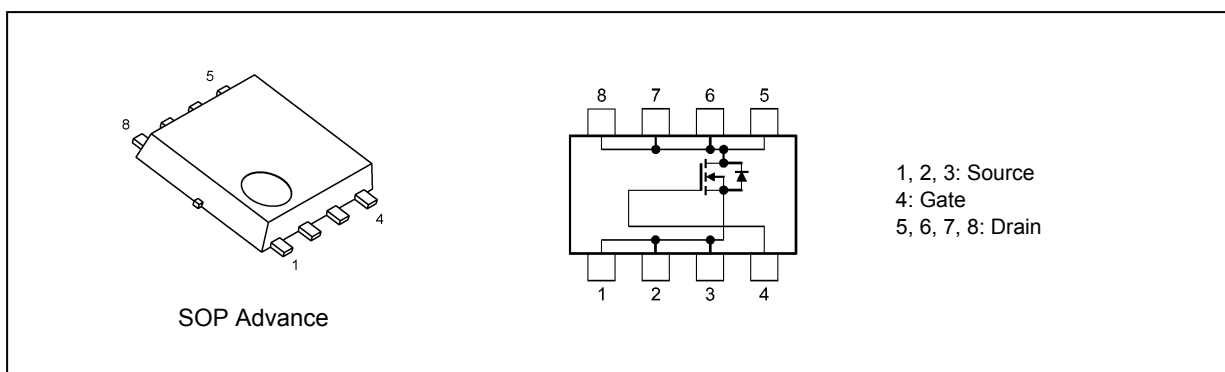 5
8
4
1
SOP Advance
8 7 6 5
1 2 3 4
1, 2, 3: Source
4: Gate
5, 6, 7, 8: Drain